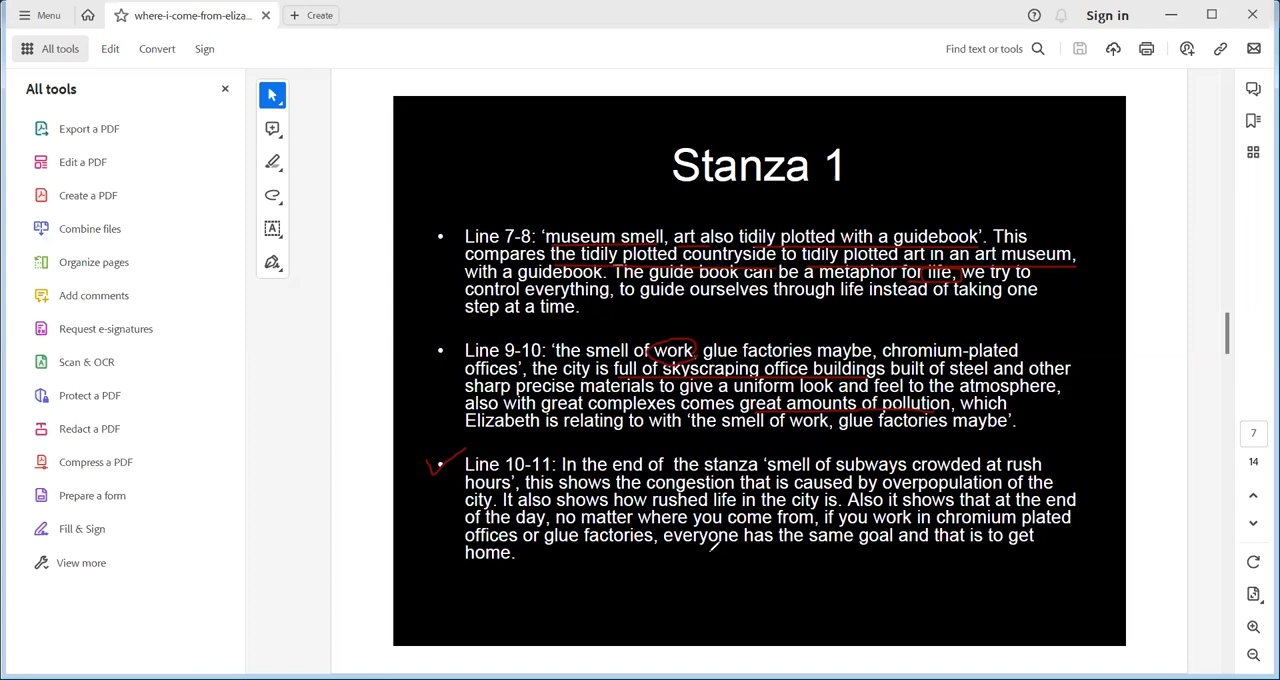 Menu
where-i-come-from-eliza...
Create
Sign in
All tools
Edit
Convert
Sign
Find text or tools
All tools
Export a PDF
Edit a PDF
Create a PDF
Combine files
Organize pages
Add comments
Request e-signatures
Scan & OCR
Protect a PDF
Redact a PDF
Compress a PDF
Prepare a form
Fill & Sign
View more
Stanza 1
• Line 7-8: ‘museum smell, art also tidily plotted with a guidebook’. This
compares the tidily plotted countryside to tidily plotted art in an art museum,
with a guidebook. The guide book can be a metaphor for life, we try to
control everything, to guide ourselves through life instead of taking one
step at a time.
• Line 9-10: ‘the smell of work, glue factories maybe, chromium-plated
offices’, the city is full of skyscraping office buildings built of steel and other
sharp precise materials to give a uniform look and feel to the atmosphere,
also with great complexes comes great amounts of pollution, which
Elizabeth is relating to with ‘the smell of work, glue factories maybe’.
• Line 10-11: In the end of the stanza ‘smell of subways crowded at rush
hours’, this shows the congestion that is caused by overpopulation of the
city. It also shows how rushed life in the city is. Also it shows that at the end
of the day, no matter where you come from, if you work in chromium plated
offices or glue factories, everyone has the same goal and that is to get
home.
7
14